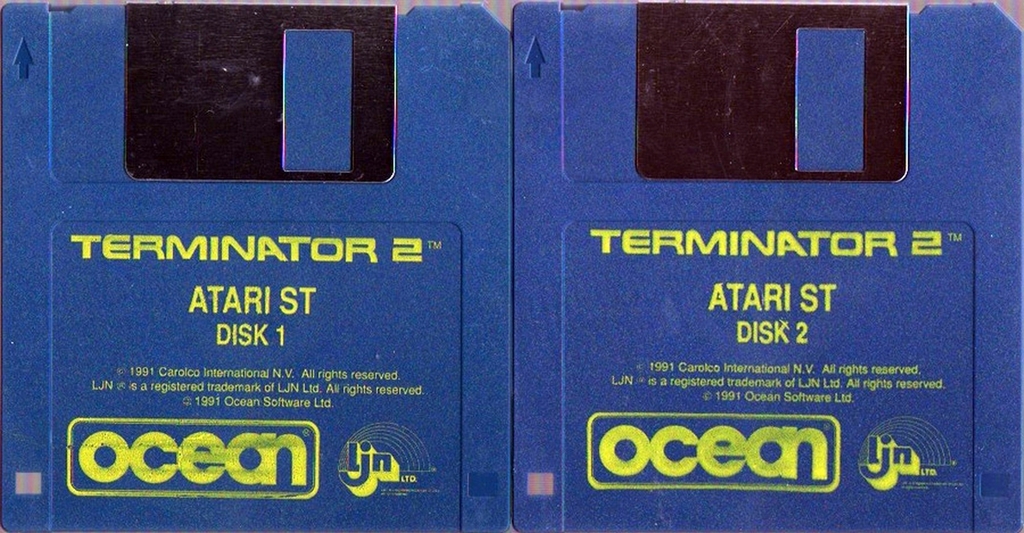 TERMINATOR 2™
ATARI ST
DISK 1
© 1991 Carolco International N.V. All rights reserved.
LJN ® is a registered trademark of LJN Ltd. All rights reserved.
© 1991 Ocean Software Ltd.
ocean®
ljn LTD.®
TERMINATOR 2™
ATARI ST
DISK 2
© 1991 Carolco International N.V. All rights reserved.
LJN ® is a registered trademark of LJN Ltd. All rights reserved.
© 1991 Ocean Software Ltd.
ocean®
ljn LTD.®